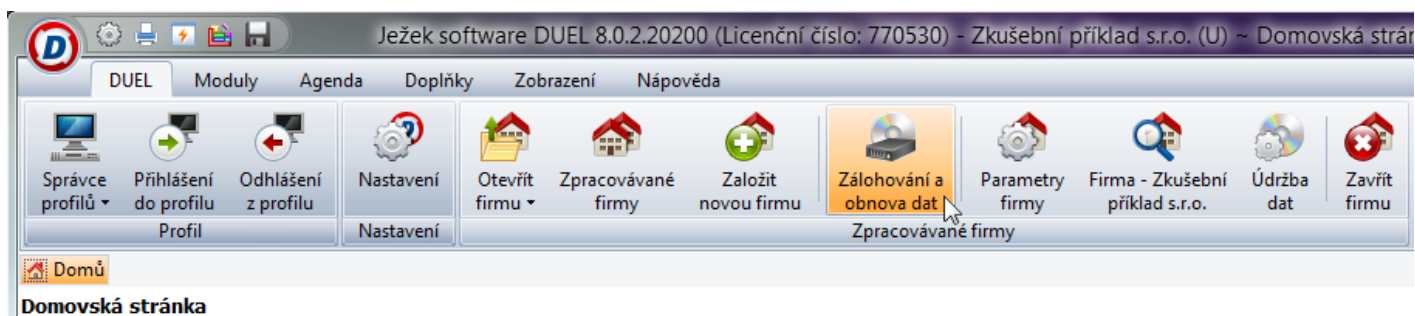 Ježek software DUEL 8.0.2.20200 (Licenční číslo: 770530) - Zkušební příklad s.r.o. (U) ~ Domovská strán
DUEL Moduly Agenda Doplňky Zobrazení Nápověda
Správce profilů
Přihlášení do profilu
Odhlášení z profilu
Nastavení
Otevřít firmu
Zpracovávané firmy
Založit novou firmu
Zálohování a obnova dat
Parametry firmy
Firma - Zkušební příklad s.r.o.
Údržba dat
Zavřít firmu
Profil
Nastavení
Zpracovávané firmy
Domů
Domovská stránka